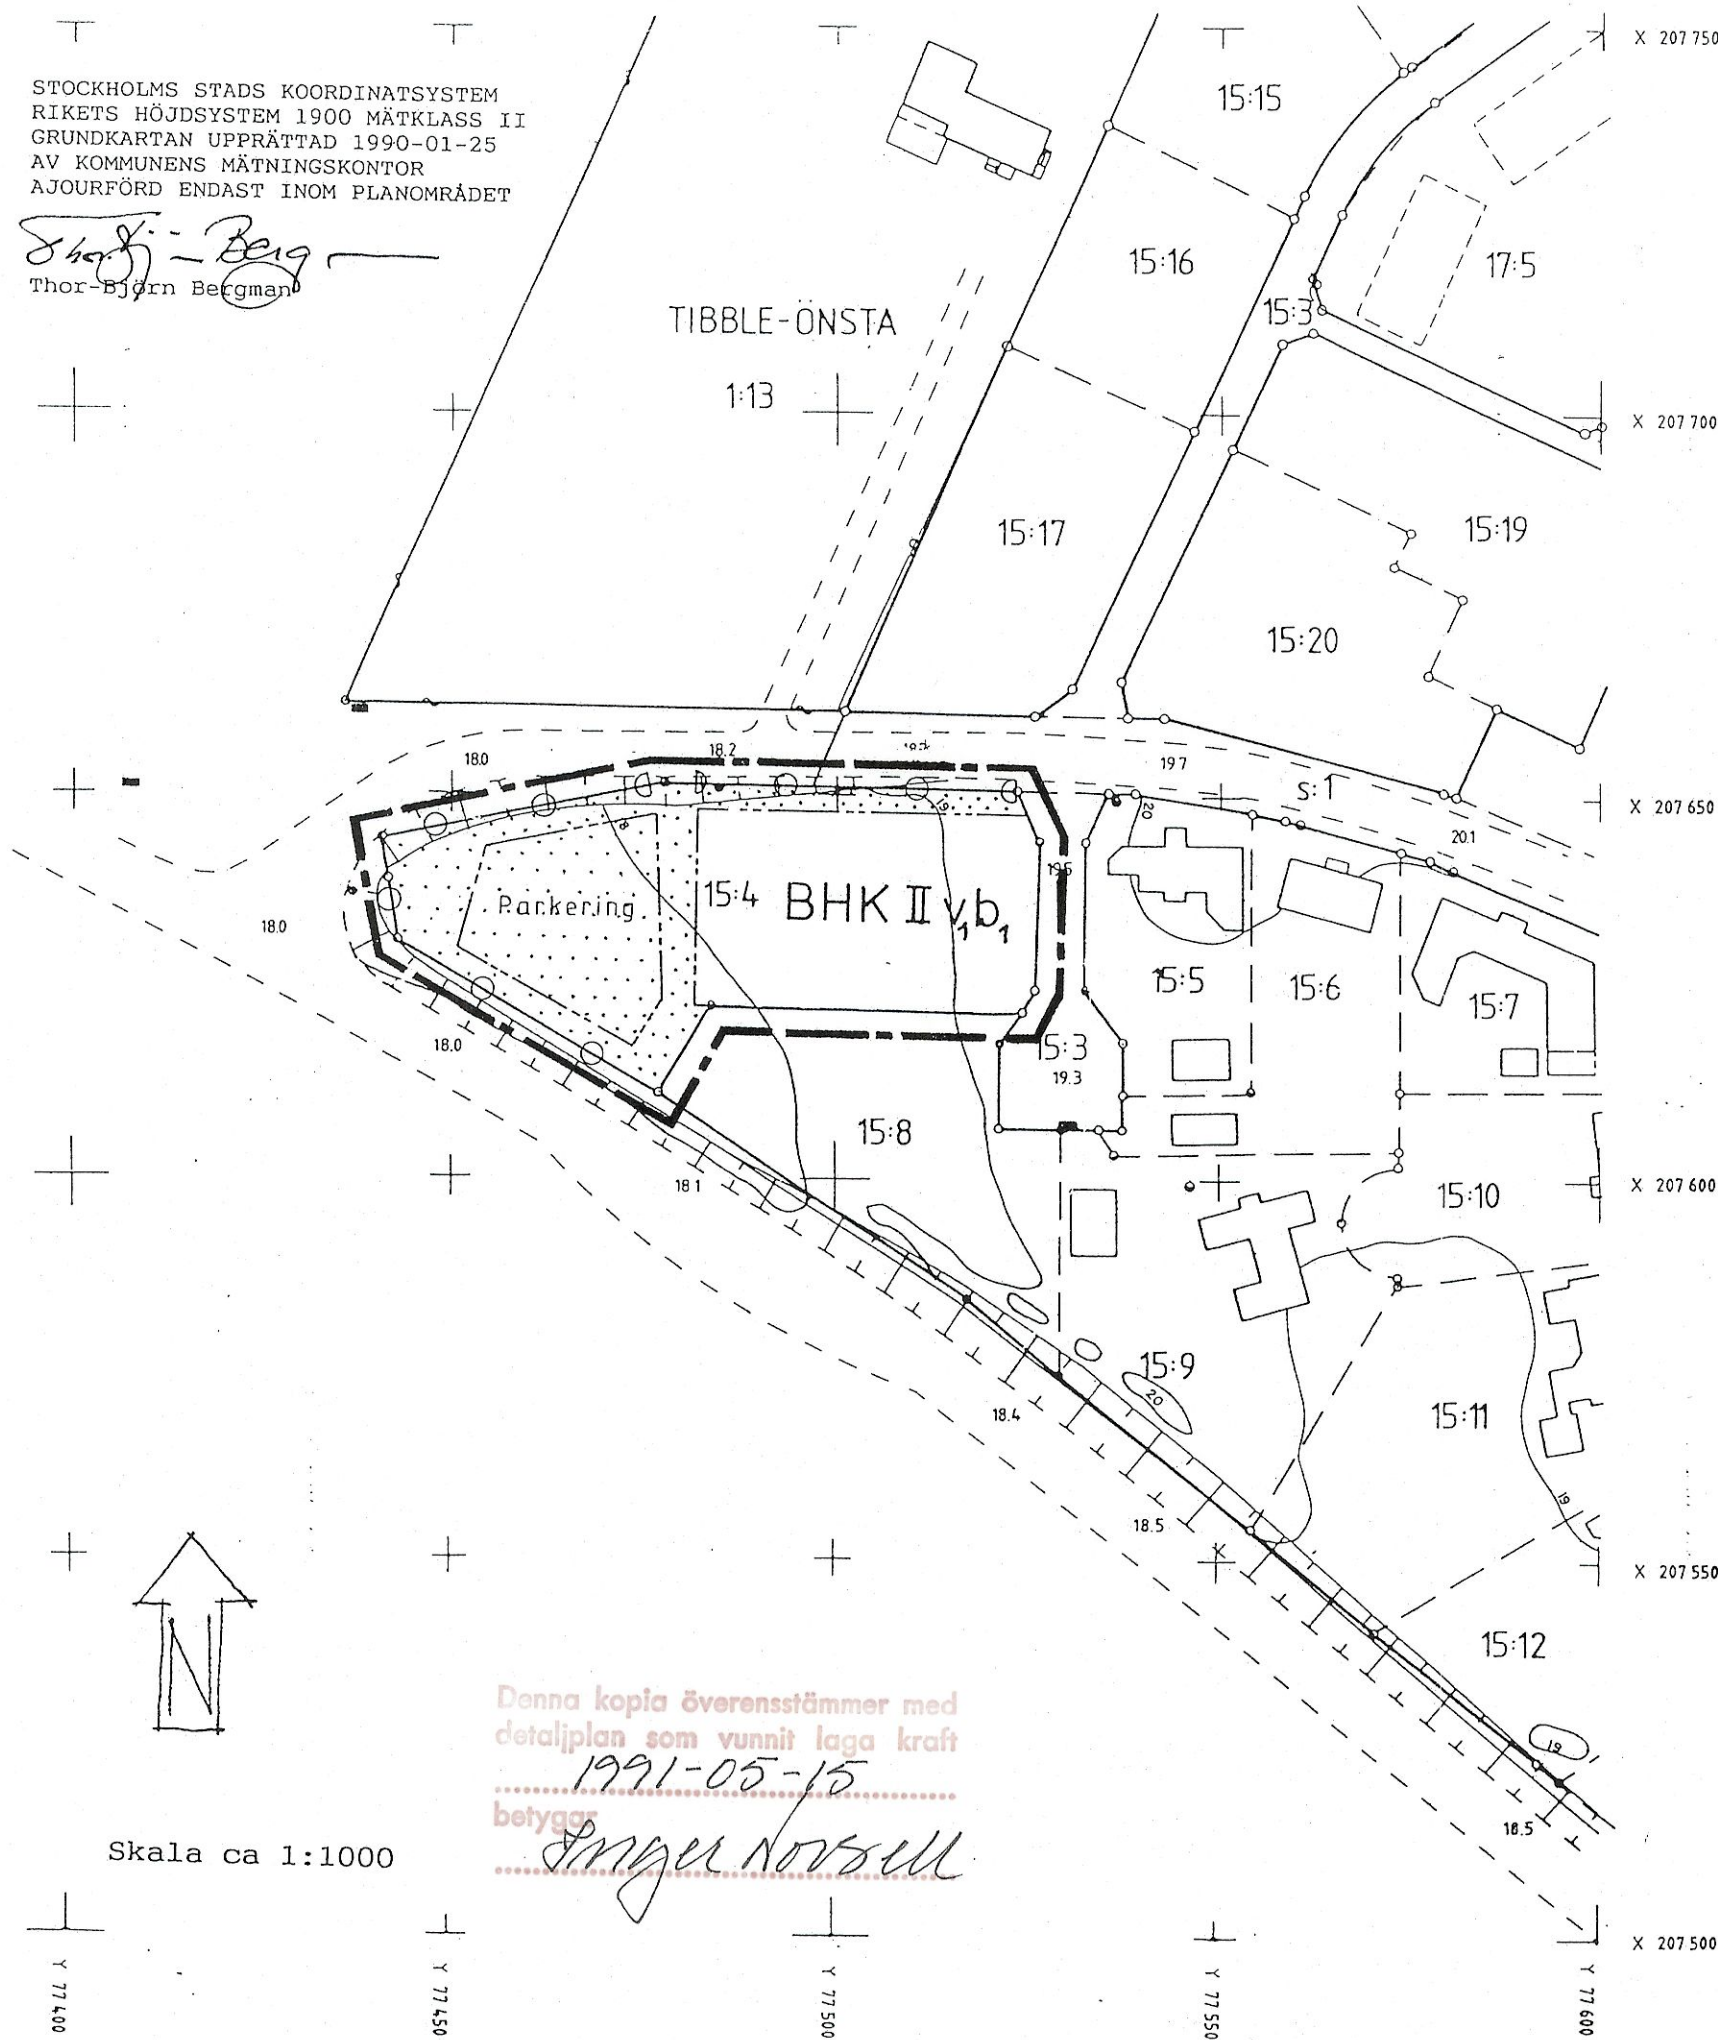 STOCKHOLMS STADS KOORDINATSYSTEM
RIKETS HÖJDSYSTEM 1900 MÄTKLASS II
GRUNDKARTAN UPPRÄTTAD 1990-01-25
AV KOMMUNENS MÄTNINGSKONTOR
AJOURFÖRD ENDAST INOM PLANOMRÅDET
Thor-Björn Bergman
X 207 750
15:15
15:16
17:5
15:3
TIBBLE-ÖNSTA
1:13
X 207 700
15:17
15:19
15:20
18.0
18.2
19.7
s:1
20
20.1
X 207 650
18.0
Parkering
15:4
BHK II v1b1
19.5
19
15:5
15:6
15:7
18.0
15:3
19.3
15:8
18.1
15:10
X 207 600
15:9
20
15:11
18.4
18.5
19
X 207 550
15:12
N
19
18.5
Denna kopia överensstämmer med
detaljplan som vunnit laga kraft
1991-05-15
betygar
Inger Norsell
Skala ca 1:1000
X 207 500
Y 77 400
Y 77 450
Y 77 500
Y 77 550
Y 77 600